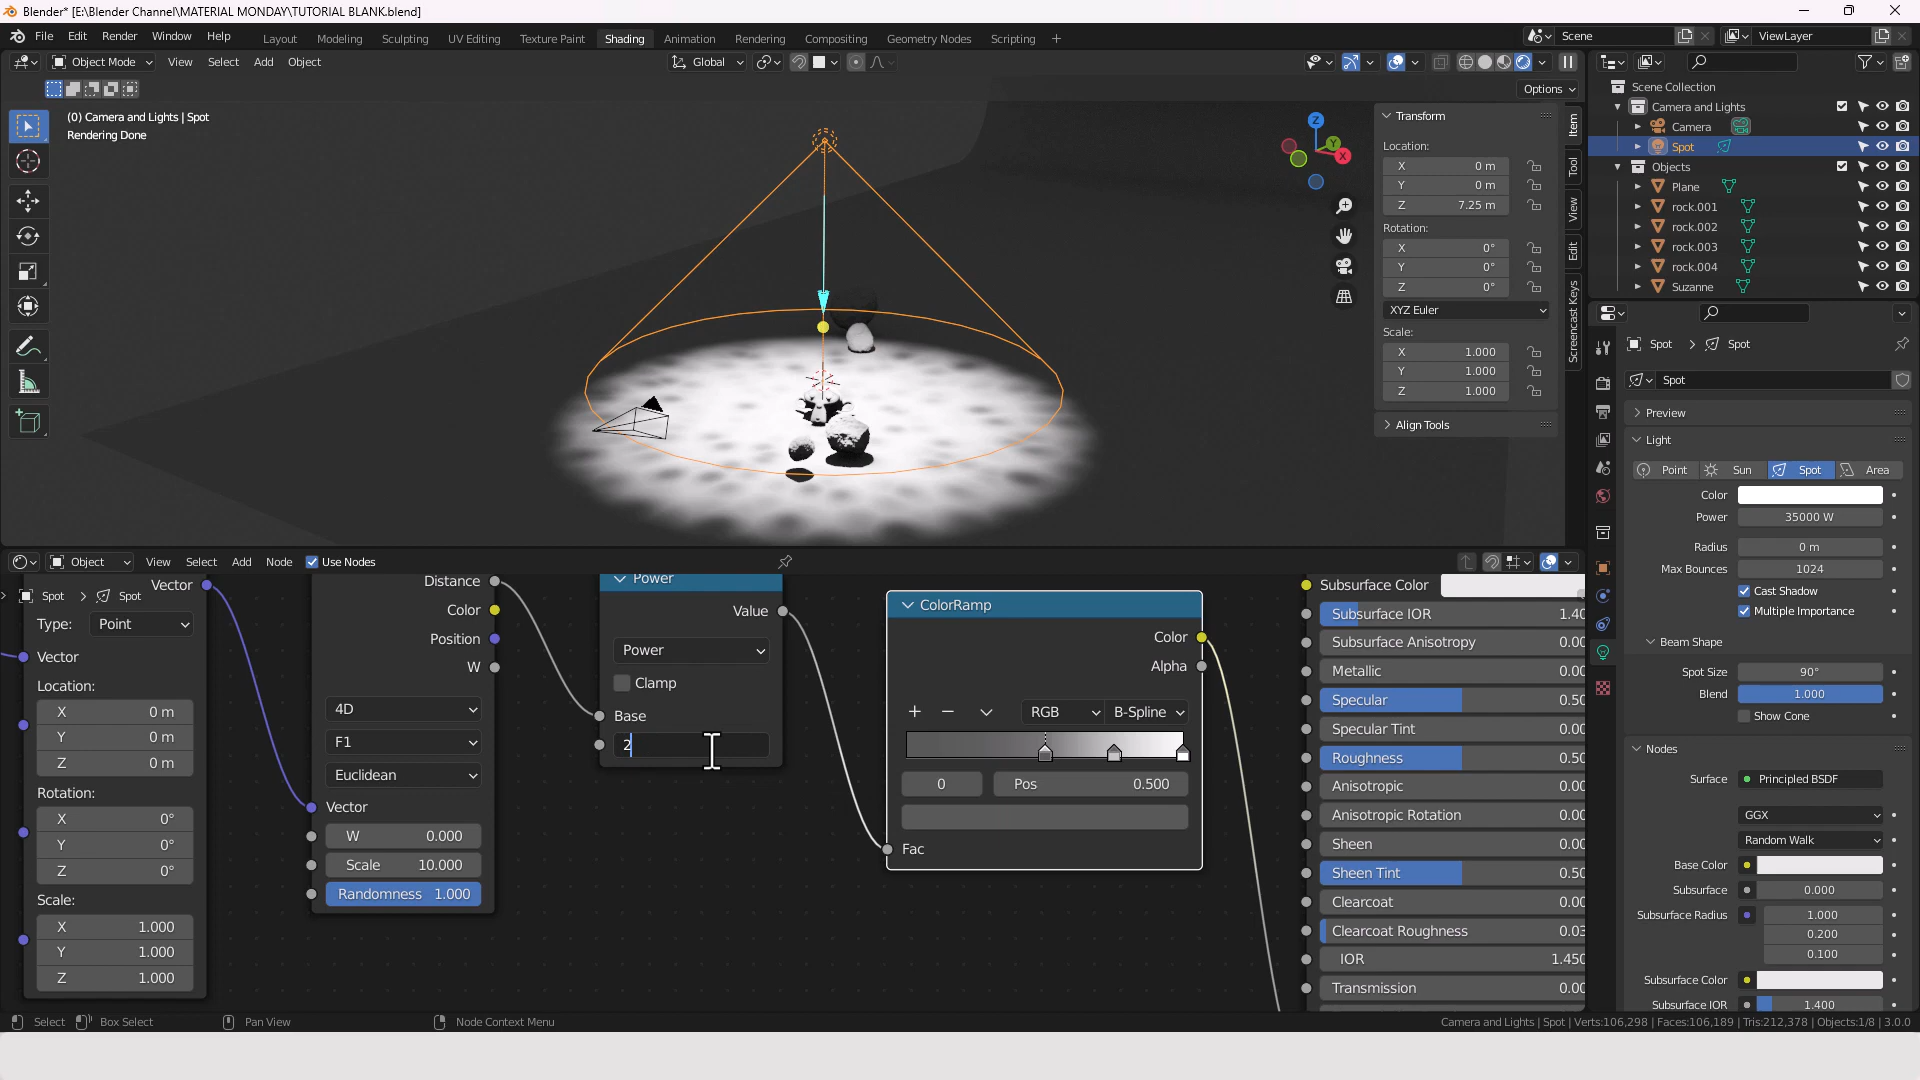 Blender* [E:\Blender Channel\MATERIAL MONDAY\TUTORIAL BLANK.blend]
File Edit Render Window Help
Layout Modeling Sculpting UV Editing Texture Paint Shading Animation Rendering Compositing Geometry Nodes Scripting +
Scene
ViewLayer
Object Mode View Select Add Object
Global
Options
(0) Camera and Lights | Spot
Rendering Done
Z
Y
X
Transform
Location:
X 0 m
Y 0 m
Z 7.25 m
Rotation:
X 0°
Y 0°
Z 0°
XYZ Euler
Scale:
X 1.000
Y 1.000
Z 1.000
Align Tools
Item
Tool
View
Edit
Screencast Keys
Scene Collection
Camera and Lights
Camera
Spot
Objects
Plane
rock.001
rock.002
rock.003
rock.004
Suzanne
Spot > Spot
Spot
Preview
Light
Point Sun Spot Area
Color
Power 35000 W
Radius 0 m
Max Bounces 1024
Cast Shadow
Multiple Importance
Beam Shape
Spot Size 90°
Blend 1.000
Show Cone
Nodes
Surface Principled BSDF
GGX
Random Walk
Base Color
Subsurface 0.000
Subsurface Radius 1.000
0.200
0.100
Subsurface Color
Subsurface IOR 1.400
Object View Select Add Node Use Nodes
Vector
Spot > Spot
Type: Point
Vector
Location:
X 0 m
Y 0 m
Z 0 m
Rotation:
X 0°
Y 0°
Z 0°
Scale:
X 1.000
Y 1.000
Z 1.000
Distance
Color
Position
W
4D
F1
Euclidean
Vector
W 0.000
Scale 10.000
Randomness 1.000
Power
Value
Power
Clamp
Base
2
ColorRamp
Color
Alpha
+ − RGB B-Spline
0 Pos 0.500
Fac
Subsurface Color
Subsurface IOR 1.40
Subsurface Anisotropy 0.00
Metallic 0.00
Specular 0.50
Specular Tint 0.00
Roughness 0.50
Anisotropic 0.00
Anisotropic Rotation 0.00
Sheen 0.00
Sheen Tint 0.50
Clearcoat 0.00
Clearcoat Roughness 0.03
IOR 1.450
Transmission 0.00
Select Box Select Pan View Node Context Menu
Camera and Lights | Spot | Verts:106,298 | Faces:106,189 | Tris:212,378 | Objects:1/8 | 3.0.0